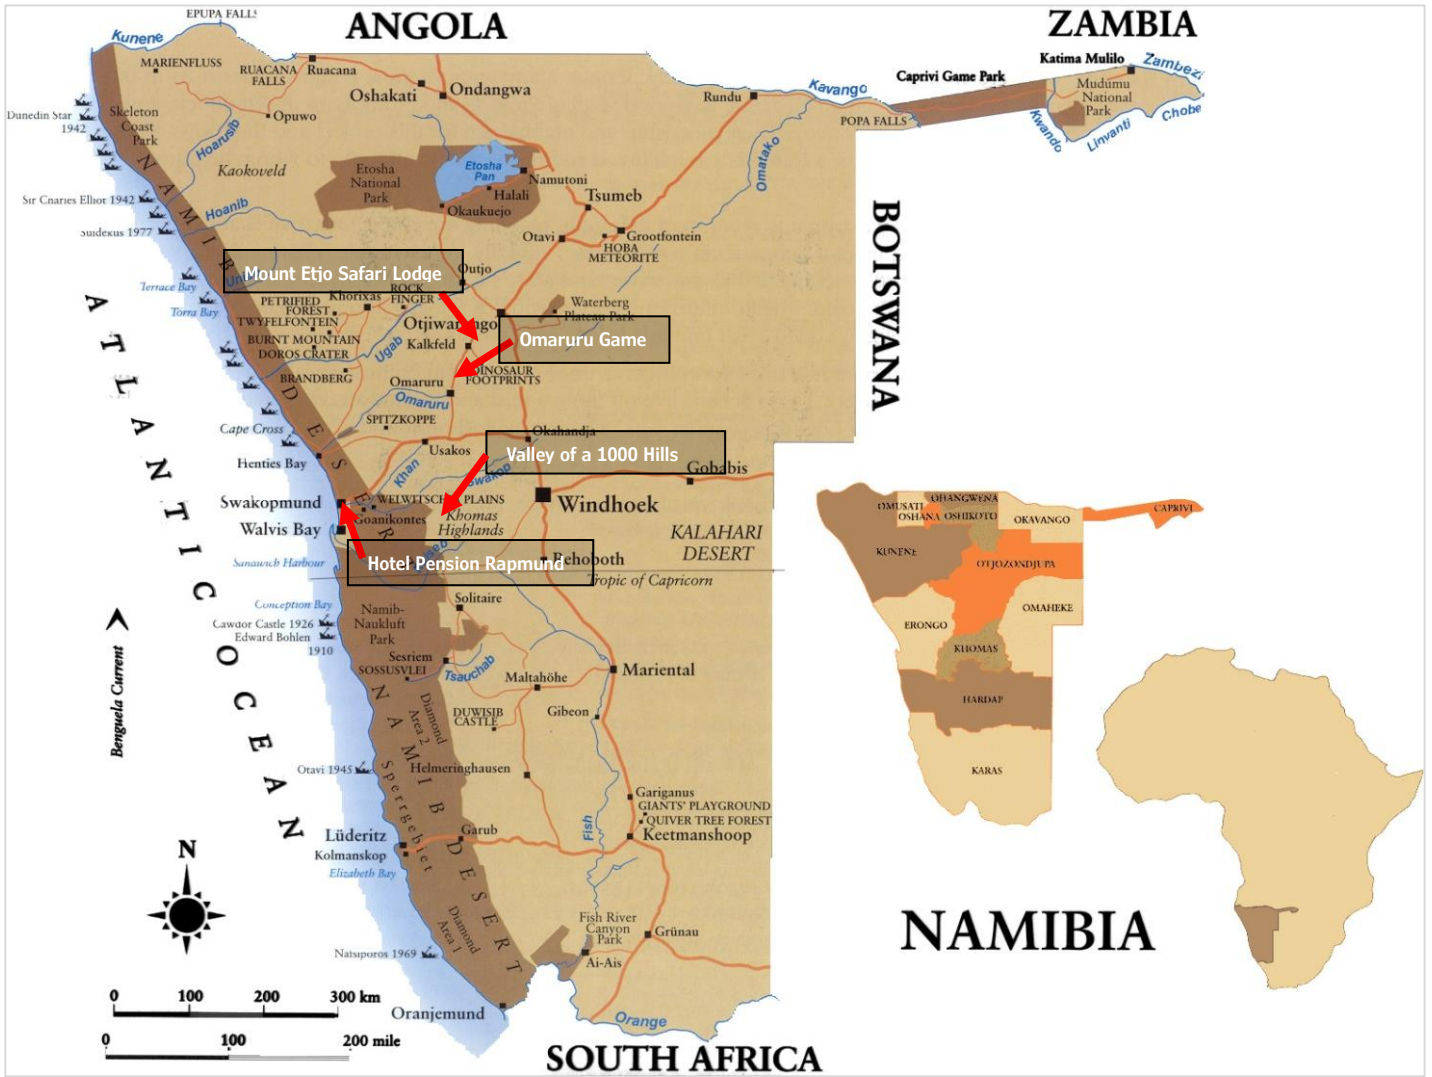 EPUPA FALLS
ANGOLA
ZAMBIA
Kunene
MARIENFLUSS
RUACANA
FALLS
Ruacana
Katima Mulilo
Zambezi
Caprivi Game Park
Oshakati
Ondangwa
Rundu
Kavango
Mudumu
National
Park
Dunedin Star
1942
Skeleton
Coast
Park
Opuwo
POPA FALLS
Kwando
Linyanti
Chobe
Hoarusib
Kaokoveld
Etosha
National
Park
Etosha
Pan
Namutoni
Halali
Okaukuejo
Omatako
Tsumeb
Sir Charles Elliot 1942
Hoanib
Suidekus 1977
Otavi
Grootfontein
HOBA
METEORITE
BOTSWANA
NAMIB DESERT
Mount Etjo Safari Lodge
Outjo
Terrace Bay
Torra Bay
ROCK
FINGER
Khorixas
PETRIFIED
FOREST
TWYFELFONTEIN
BURNT MOUNTAIN
DOROS CRATER
BRANDBERG
Ugab
Waterberg
Plateau Park
Kalkfeld
Omaruru Game
DINOSAUR
FOOTPRINTS
Omaruru
Omaruru
SPITZKOPPE
Cape Cross
Usakos
Okahandja
Valley of a 1000 Hills
Henties Bay
Khan
Swakop
Gobabis
Swakopmund
WELWITSCHIA PLAINS
Windhoek
Walvis Bay
Goanikontes
Khomas
Highlands
KALAHARI
DESERT
Sandwich Harbour
Hotel Pension Rapmund
Rehoboth
Tropic of Capricorn
ATLANTIC OCEAN
Conception Bay
Cawdor Castle 1926
Edward Bohlen
1910
Namib-
Naukluft
Park
Solitaire
Benguela Current
Sesriem
SOSSUSVLEI
Tsauchab
Maltahöhe
Mariental
DUWISIB
CASTLE
Gibeon
Diamond
Area 2
NAMIB DESERT
Sperrgebiet
Otavi 1945
Helmeringhausen
Gariganus
GIANTS' PLAYGROUND
QUIVER TREE FOREST
Keetmanshoop
Fish
Lüderitz
Garub
Kolmanskop
Elizabeth Bay
N
Diamond
Area 1
Fish River
Canyon
Park
Grünau
Ai-Ais
Natsiporos 1969
0 100 200 300 km
Oranjemund
Orange
0 100 200 mile
SOUTH AFRICA
OMUSATI
OHANGWENA
OSHANA
OSHIKOTO
OKAVANGO
CAPRIVI
KUNENE
OTJOZONDJUPA
OMAHEKE
ERONGO
KHOMAS
HARDAP
KARAS
NAMIBIA